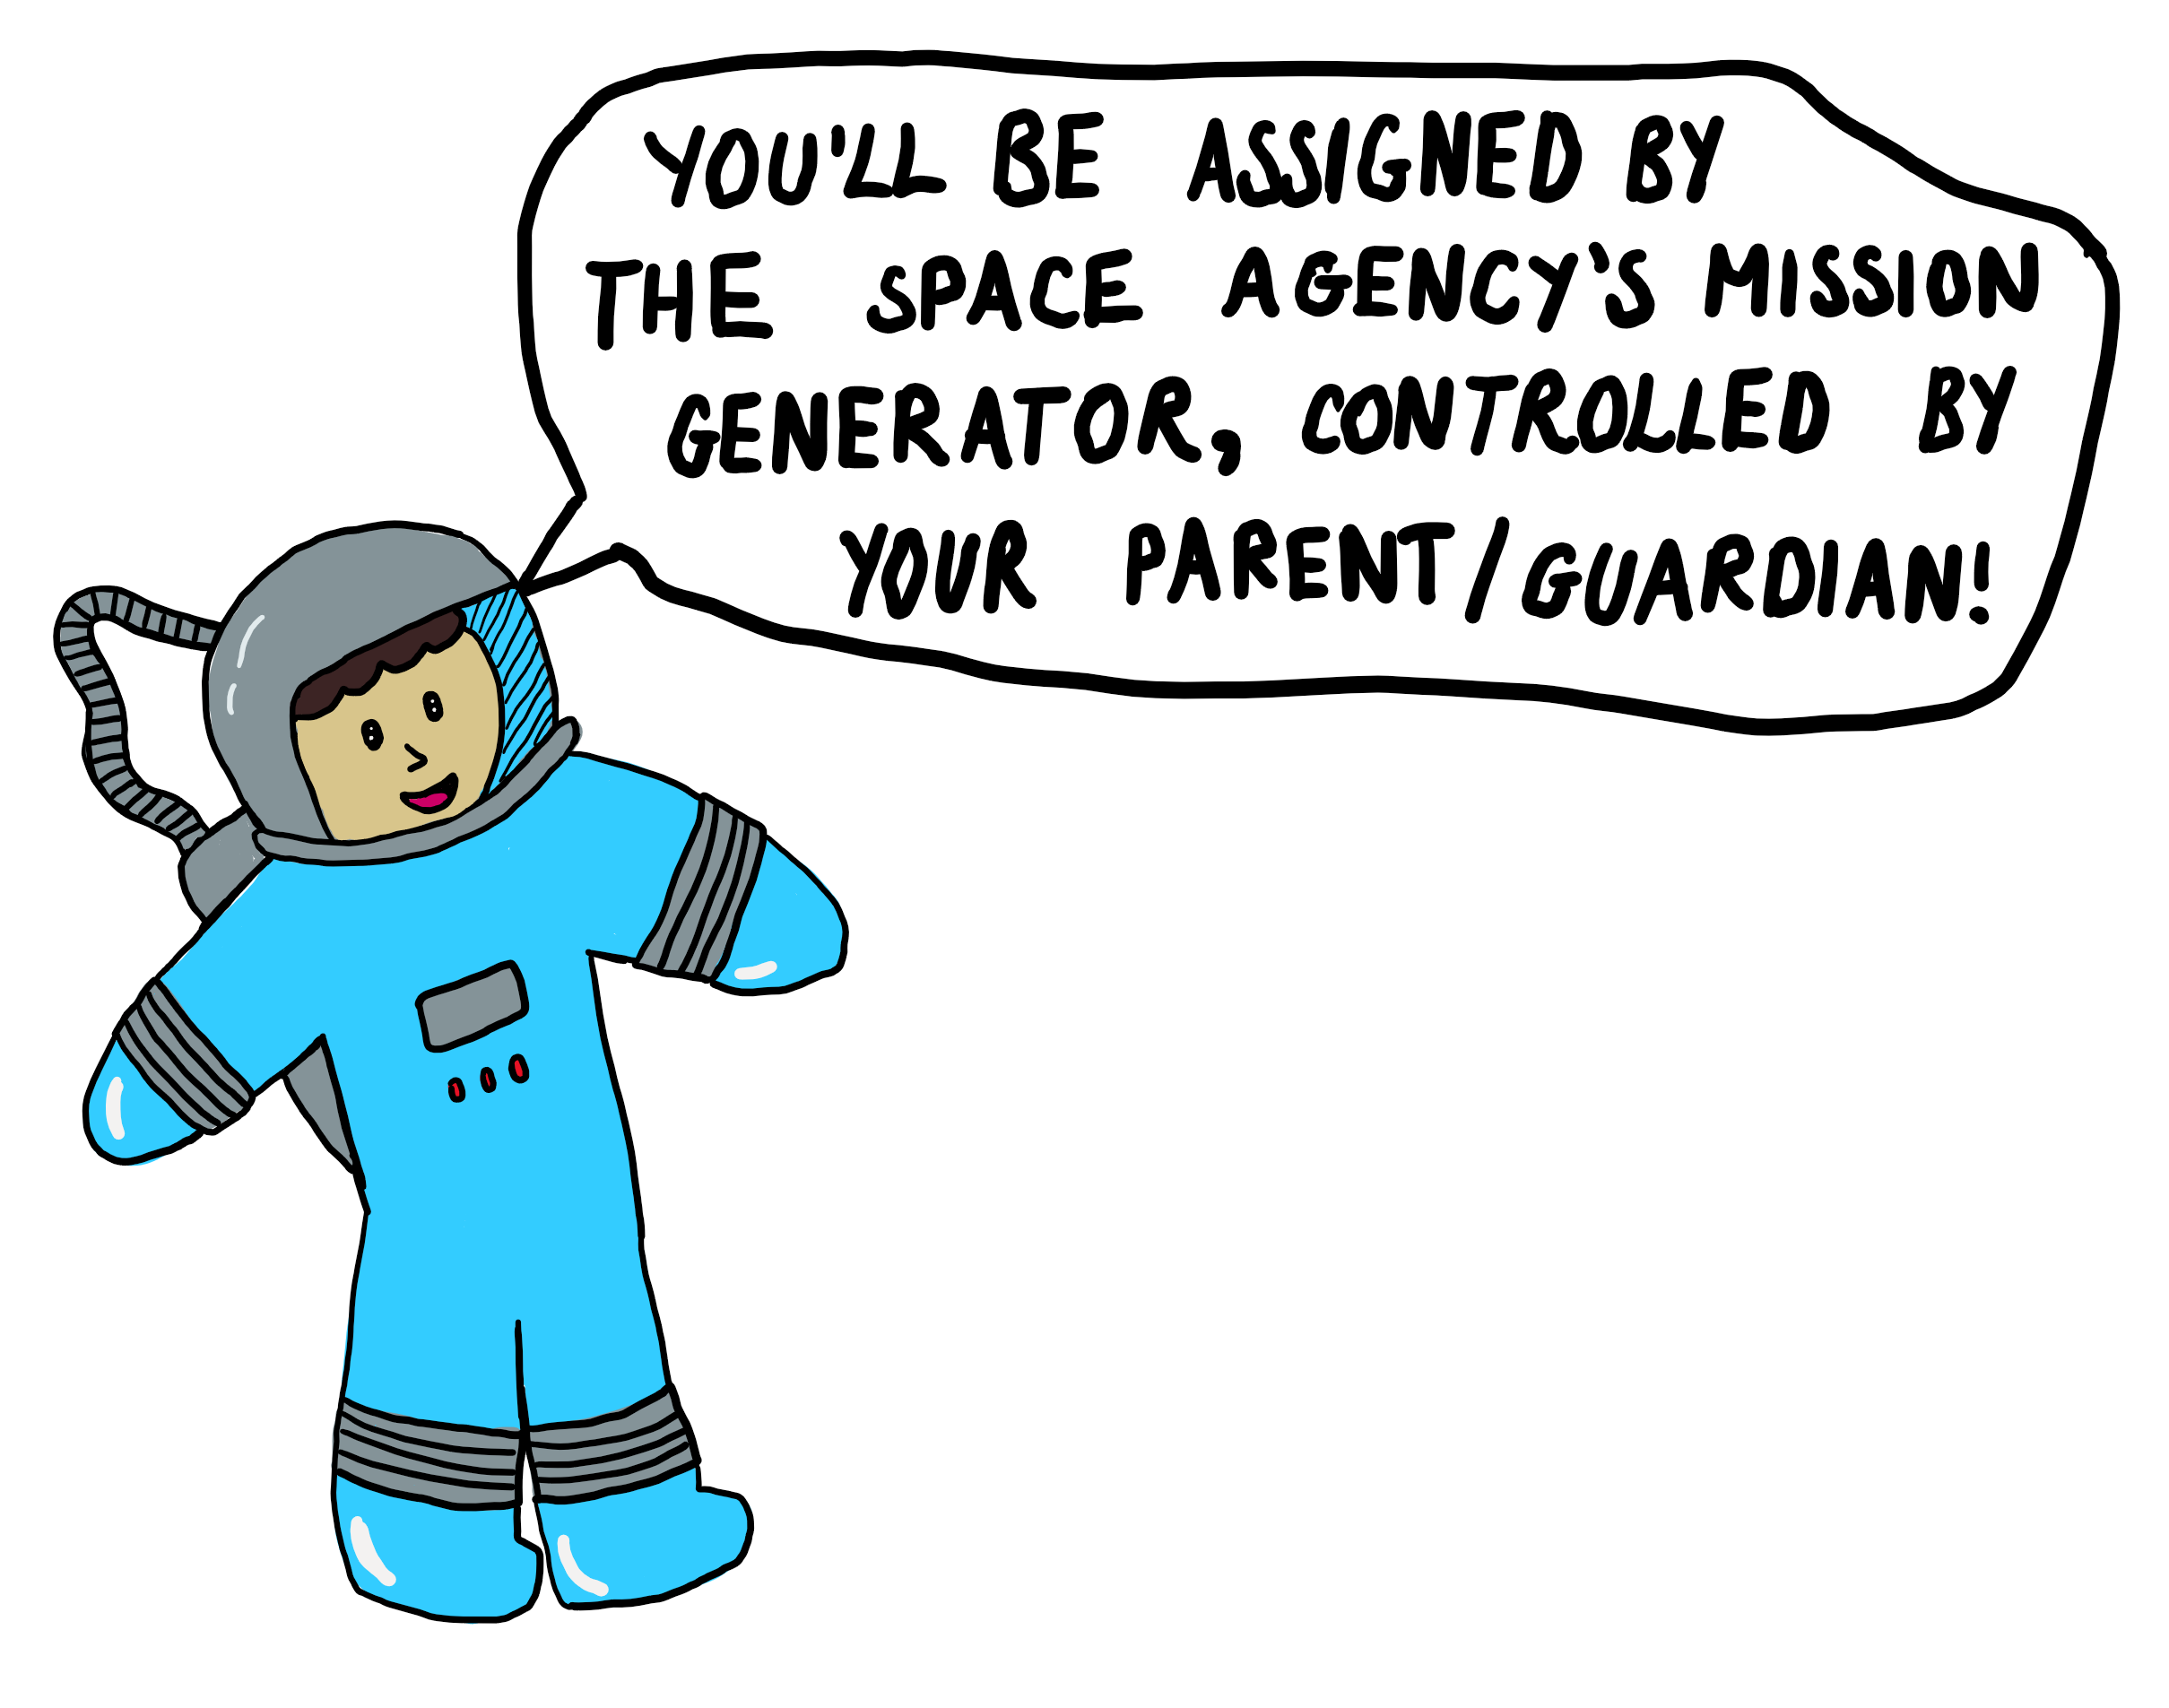 YOU'LL BE ASSIGNED BY
THE SPACE AGENCY'S MISSION
GENERATOR, CONTROLLED BY
YOUR PARENT/GUARDIAN!